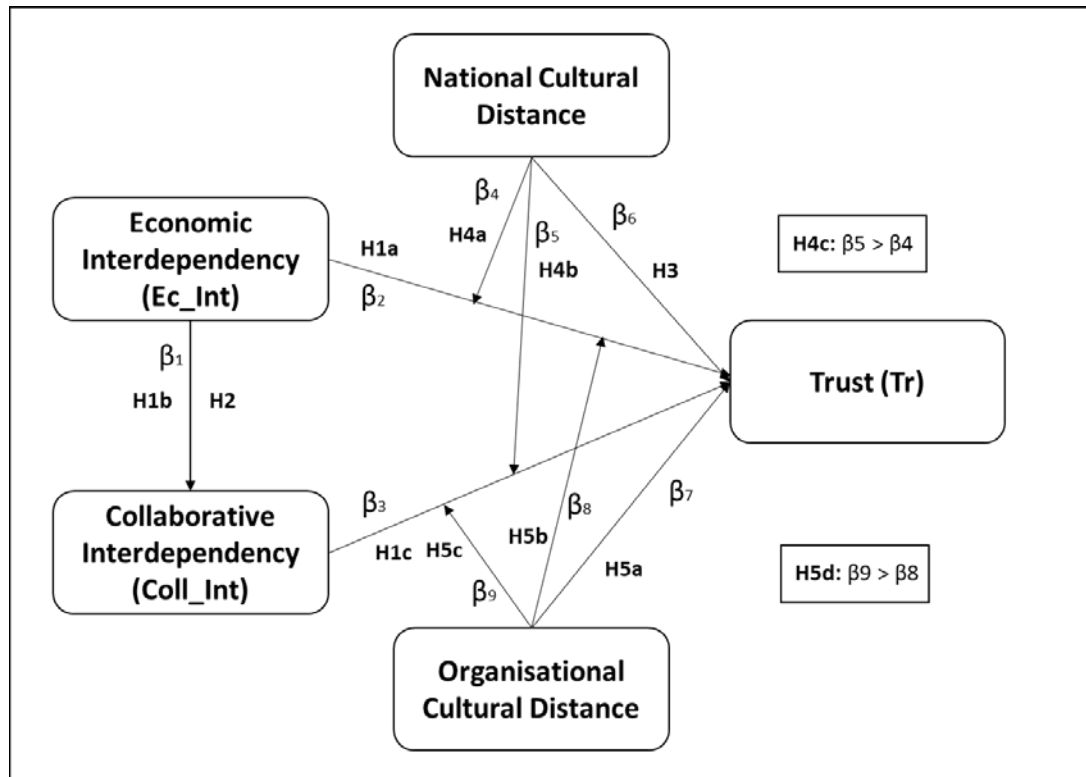 National Cultural
Distance
Economic
Interdependency
(Ec_Int)
H1a
β2
β4
H4a
β5
H4b
β6
H3
H4c: β5 > β4
β1
H1b
H2
Trust (Tr)
Collaborative
Interdependency
(Coll_Int)
β3
H1c
H5c
β9
H5b
β8
H5a
β7
H5d: β9 > β8
Organisational
Cultural Distance